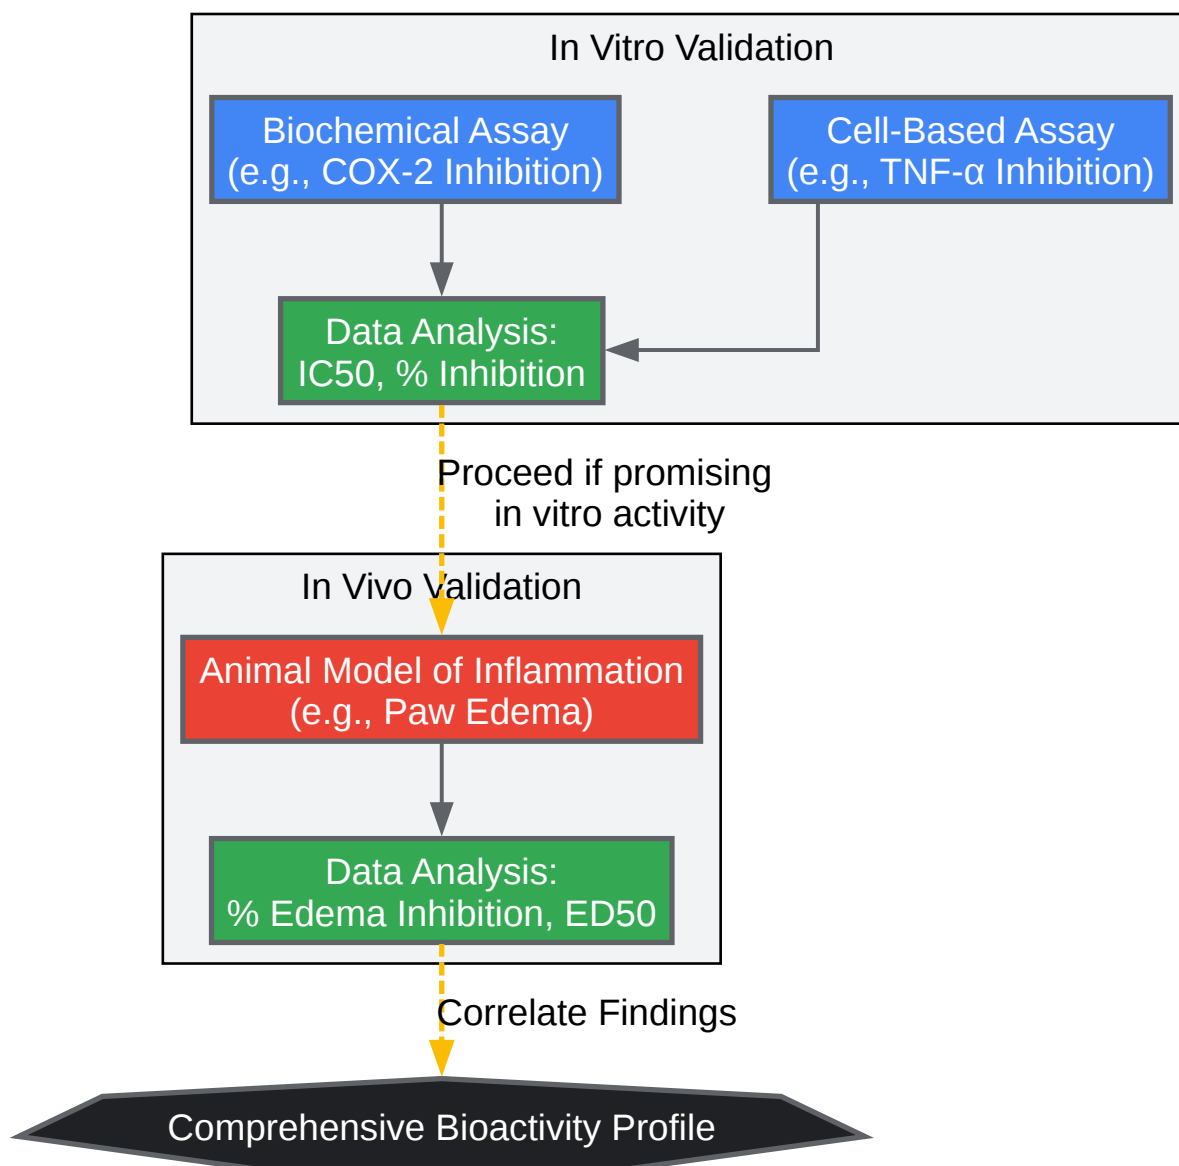 In Vitro Validation
Biochemical Assay
(e.g., COX-2 Inhibition)
Cell-Based Assay
(e.g., TNF-α Inhibition)
Data Analysis:
IC50, % Inhibition
Proceed if promising
in vitro activity
In Vivo Validation
Animal Model of Inflammation
(e.g., Paw Edema)
Data Analysis:
% Edema Inhibition, ED50
Correlate Findings
Comprehensive Bioactivity Profile